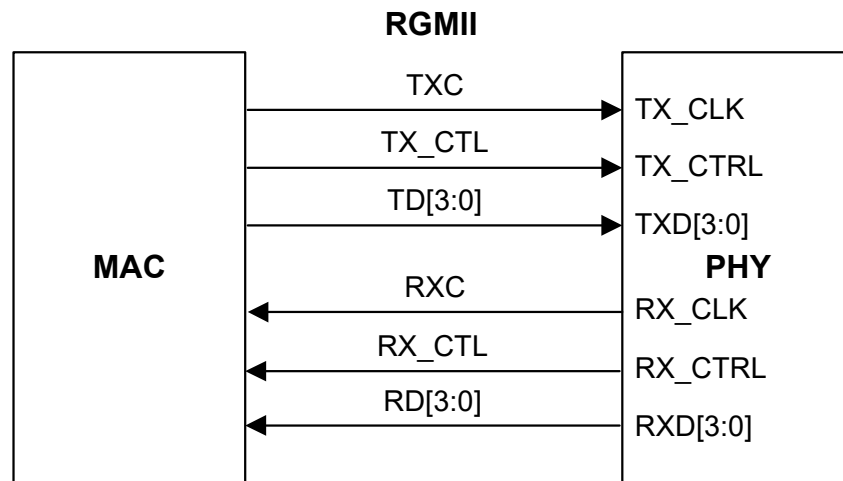 RGMII
TXC
TX_CLK
TX_CTL
TX_CTRL
TD[3:0]
TXD[3:0]
MAC
PHY
RXC
RX_CLK
RX_CTL
RX_CTRL
RD[3:0]
RXD[3:0]